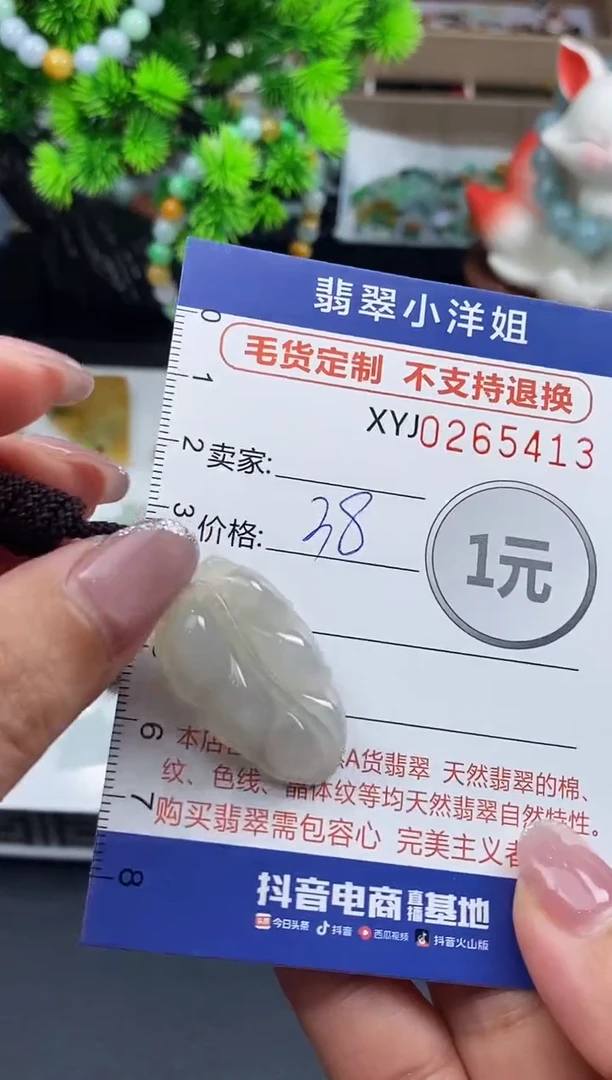 翡翠小洋姐
毛货定制 不支持退换
XYJ0265413
卖家:
价格: 38
1元
本店
A货翡翠 天然翡翠的棉、
纹、色线、晶体纹等均天然翡翠自然特性。
购买翡翠需包容心 完美主义者
抖音电商直播基地
今日头条 抖音 西瓜视频 抖音火山版
0
1
2
3
6
7
8